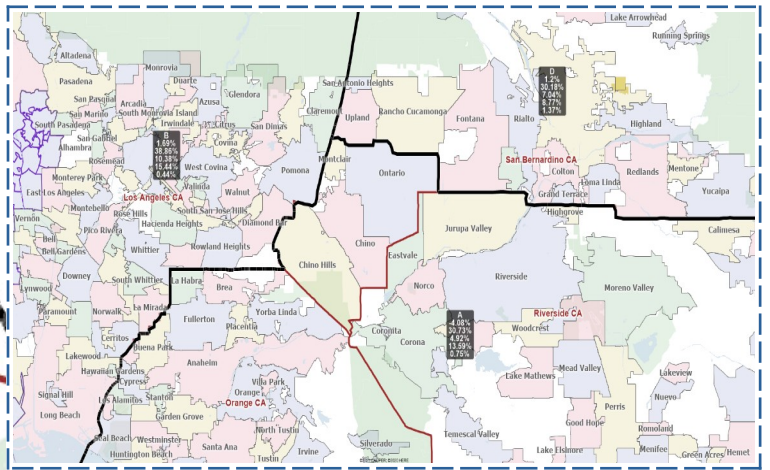 Lake Arrowhead
Running Springs
Altadena
Monrovia
Pasadena
Duarte
San Antonio Heights
Glendora
San Pasqual
Arcadia
Azusa
Claremont
San Marino
South Monrovia Island
Upland
Rancho Cucamonga
Fontana
Rialto
Highland
South Pasadena
Irwindale
Citrus
San Dimas
D
1.2%
30.18%
7.04%
8.77%
1.37%
San Gabriel
Alhambra
Covina
B
1.69%
38.86%
10.38%
15.44%
0.44%
Rosemead
West Covina
Pomona
Montclair
Ontario
San Bernardino CA
Colton
Redlands
Mentone
Monterey Park
Valinda
Walnut
Loma Linda
Yucaipa
East Los Angeles
Los Angeles CA
Grand Terrace
Montebello
Rose Hills
South San Jose Hills
Highgrove
Vernon
Pico Rivera
Hacienda Heights
Diamond Bar
Jurupa Valley
Calimesa
Bell
Bell Gardens
Whittier
Rowland Heights
Chino
Eastvale
Chino Hills
Riverside
Moreno Valley
Downey
South Whittier
La Habra
Brea
Norco
Lynwood
Paramount
Norwalk
La Mirada
Fullerton
Yorba Linda
A
-4.08%
30.73%
4.92%
13.59%
0.75%
Riverside CA
Placentia
Coronita
Corona
Woodcrest
Cerritos
Buena Park
Lakewood
Anaheim
Hawaiian Gardens
Cypress
Mead Valley
Lake Mathews
Lakeview
Villa Park
Signal Hill
Los Alamitos
Stanton
Orange
Orange CA
Nuevo
Perris
Long Beach
Garden Grove
Good Hope
North Tustin
Romoland
Seal Beach
Westminster
Santa Ana
Silverado
Temescal Valley
Huntington Beach
Tustin
Irvine
Lake Elsinore
Menifee
Green Acres
Hemet